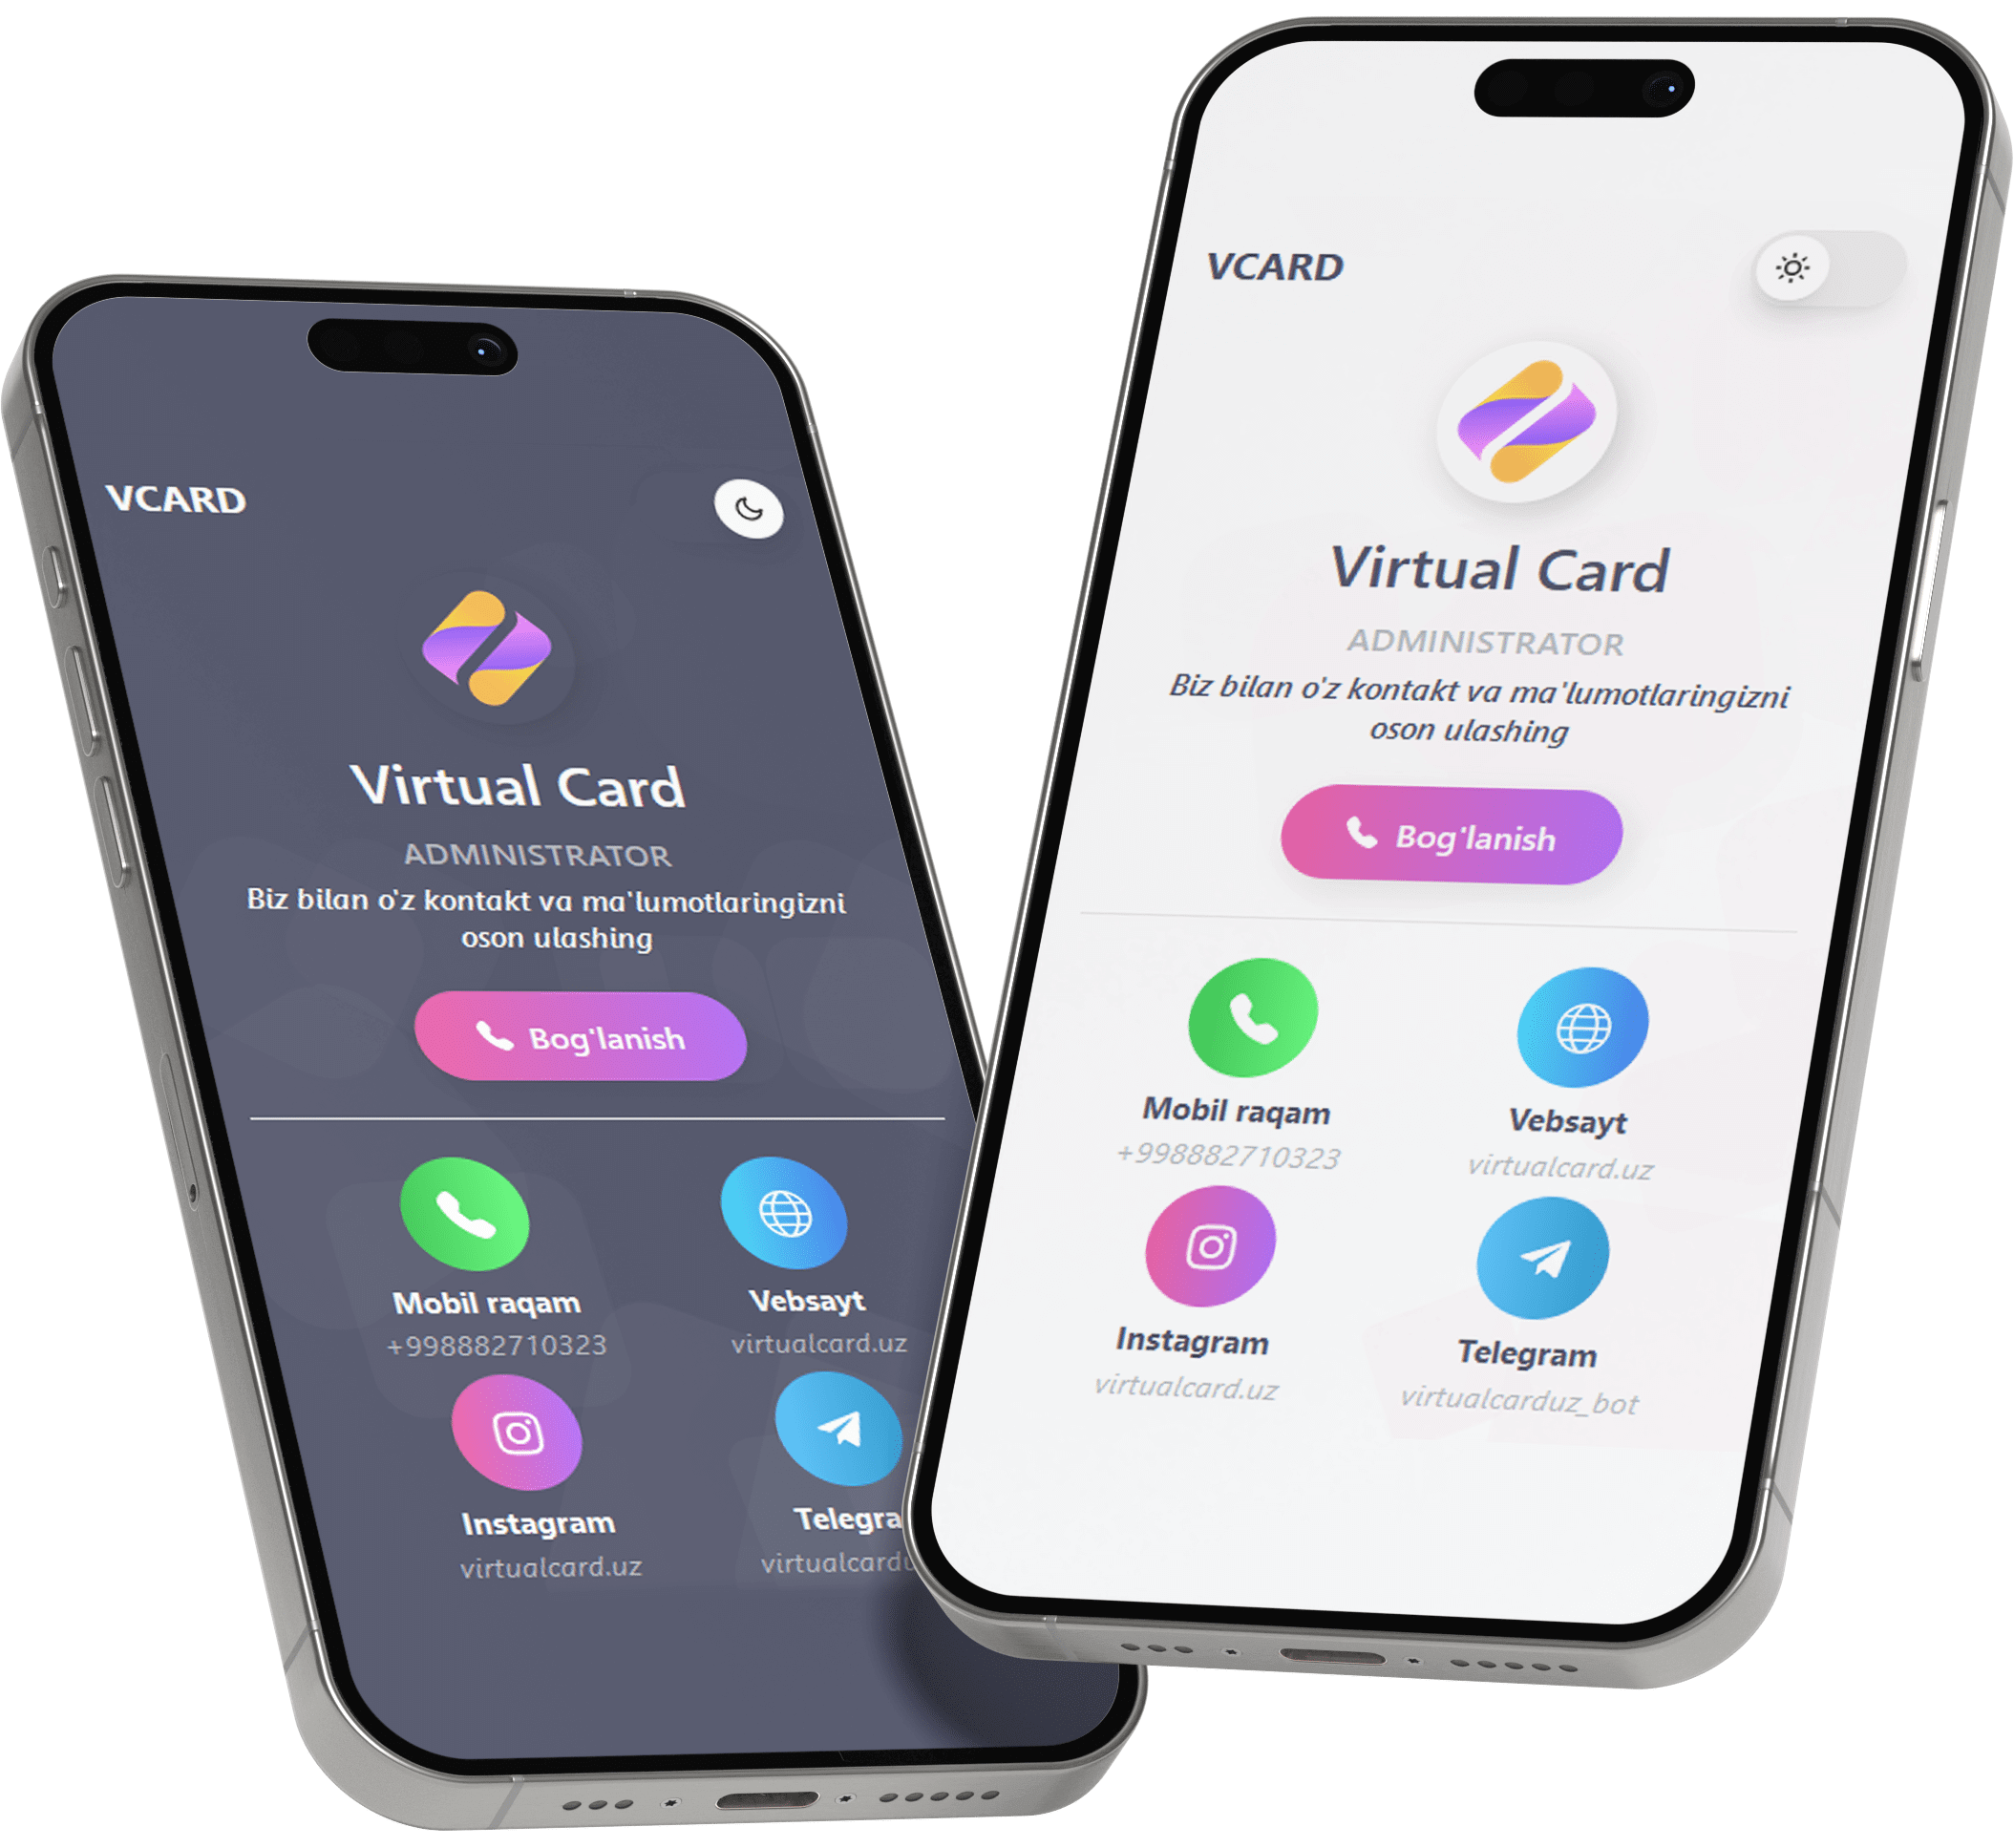 VCARD
Virtual Card
ADMINISTRATOR
Biz bilan o'z kontakt va ma'lumotlaringizni
oson ulashing
Bog'lanish
Mobil raqam
+998882710323
Vebsayt
virtualcard.uz
Instagram
virtualcard.uz
Telegra
virtualcardu
VCARD
Virtual Card
ADMINISTRATOR
Biz bilan o'z kontakt va ma'lumotlaringizni
oson ulashing
Bog'lanish
Mobil raqam
+998882710323
Vebsayt
virtualcard.uz
Instagram
virtualcard.uz
Telegram
virtualcarduz_bot